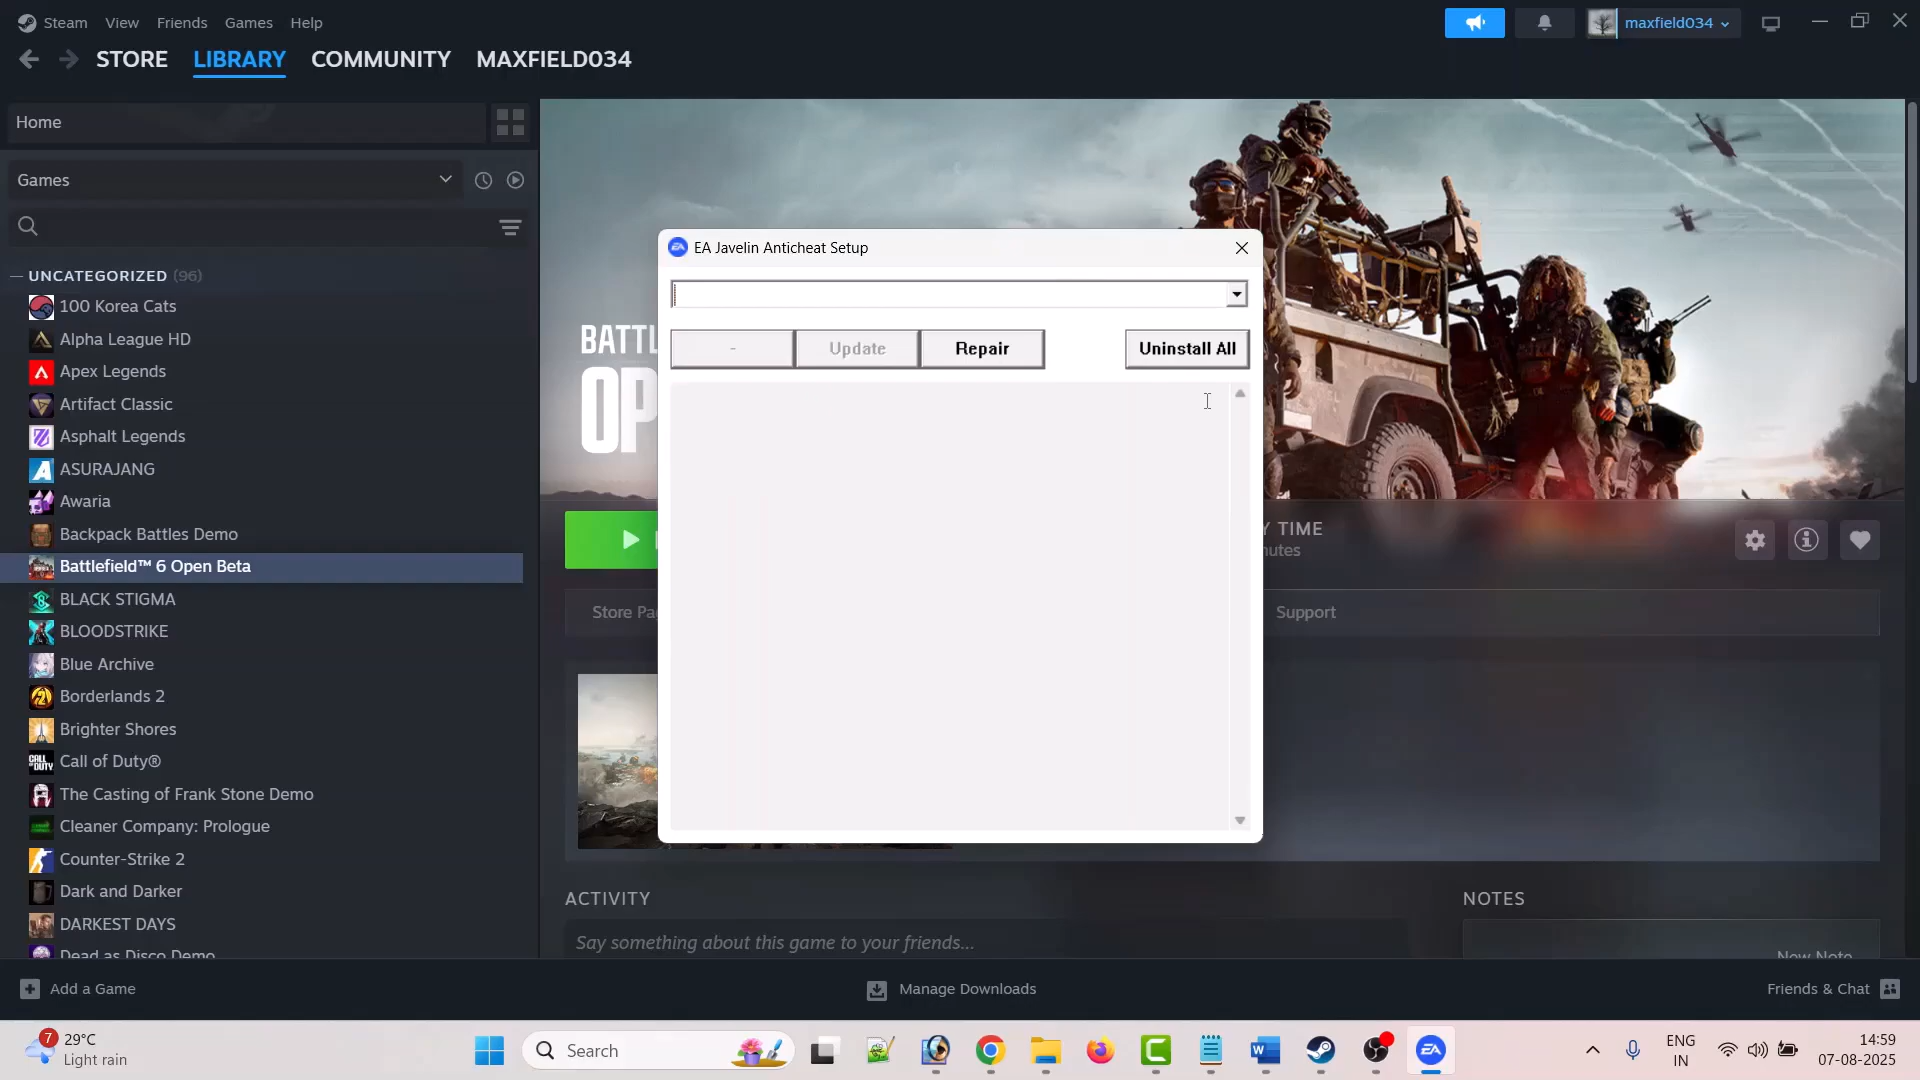 Steam View Friends Games Help
maxfield034
STORE LIBRARY COMMUNITY MAXFIELD034
Home
Games
UNCATEGORIZED (96)
100 Korea Cats
Alpha League HD
Apex Legends
Artifact Classic
Asphalt Legends
ASURAJANG
Awaria
Backpack Battles Demo
Battlefield™ 6 Open Beta
BLACK STIGMA
BLOODSTRIKE
Blue Archive
Borderlands 2
Brighter Shores
Call of Duty®
The Casting of Frank Stone Demo
Cleaner Company: Prologue
Counter-Strike 2
Dark and Darker
DARKEST DAYS
Dead as Disco Demo
Add a Game
EA Javelin Anticheat Setup
- Update Repair Uninstall All
BATTL
OP
Y TIME
nutes
Store Pa
Support
ACTIVITY
Say something about this game to your friends...
NOTES
New Note
Manage Downloads
Friends & Chat
7
29°C
Light rain
Search
ENG
IN
14:59
07-08-2025